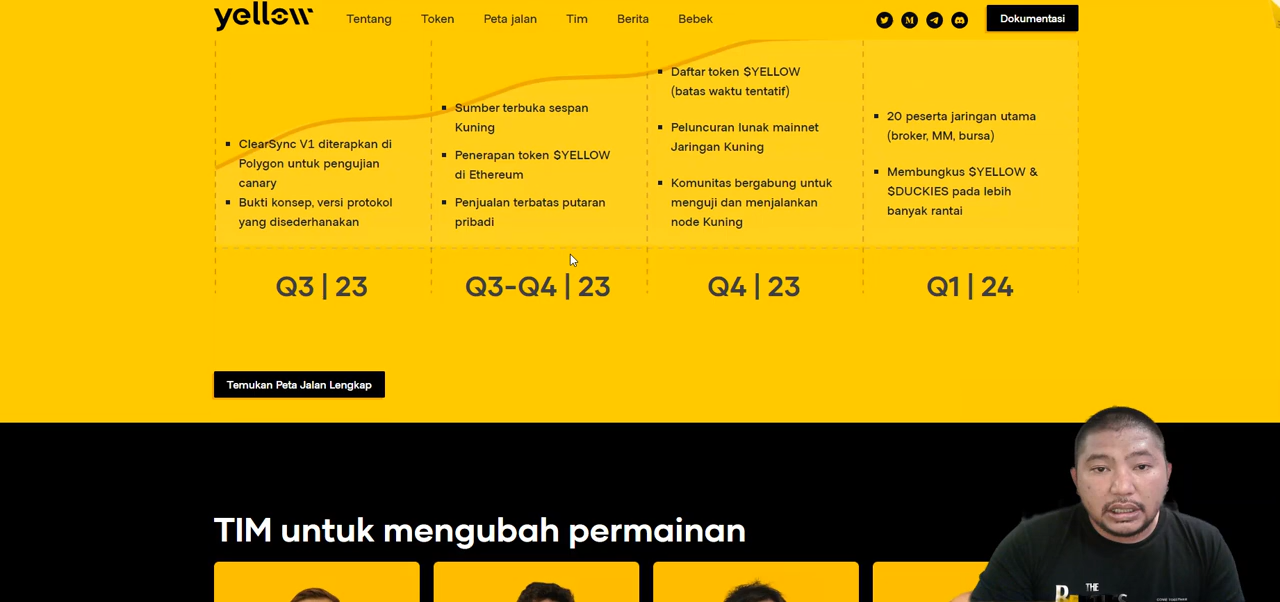 yellow
Tentang Token Peta jalan Tim Berita Bebek
Dokumentasi
ClearSync V1 diterapkan di
Polygon untuk pengujian
canary
Bukti konsep, versi protokol
yang disederhanakan
Sumber terbuka sespan
Kuning
Penerapan token $YELLOW
di Ethereum
Penjualan terbatas putaran
pribadi
Daftar token $YELLOW
(batas waktu tentatif)
Peluncuran lunak mainnet
Jaringan Kuning
Komunitas bergabung untuk
menguji dan menjalankan
node Kuning
20 peserta jaringan utama
(broker, MM, bursa)
Membungkus $YELLOW &
$DUCKIES pada lebih
banyak rantai
Q3 | 23
Q3-Q4 | 23
Q4 | 23
Q1 | 24
Temukan Peta Jalan Lengkap
TIM untuk mengubah permainan
THE